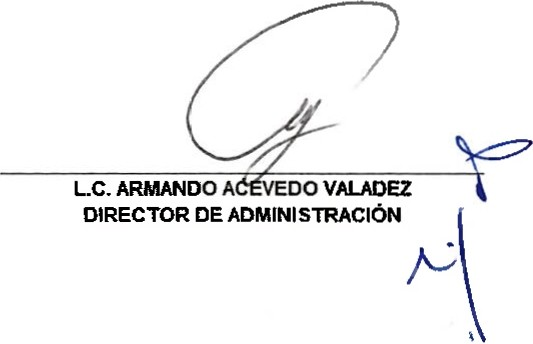 L.C. ARMANDO ACEVEDO VALADEZ
DIRECTOR DE ADMINISTRACIÓN